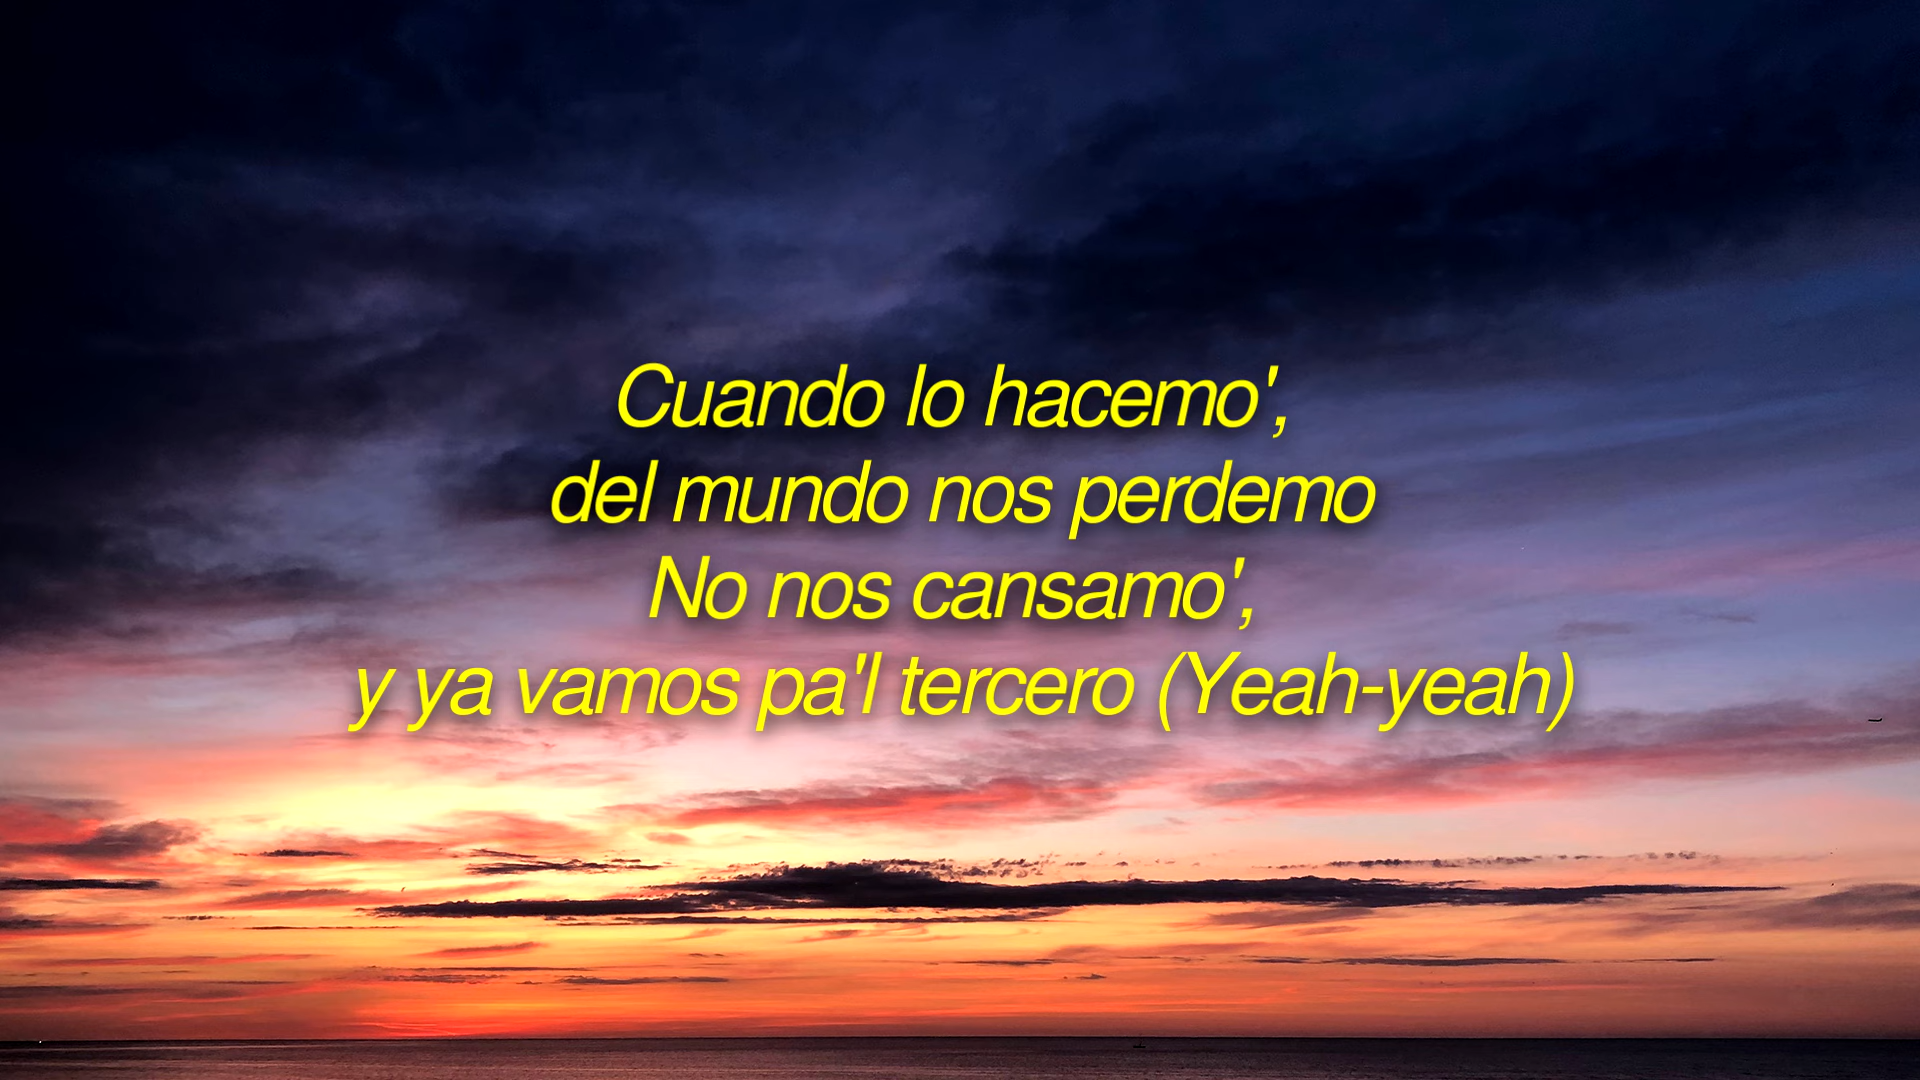 Cuando lo hacemo',
del mundo nos perdemo
No nos cansamo',
y ya vamos pa'l tercero (Yeah-yeah)